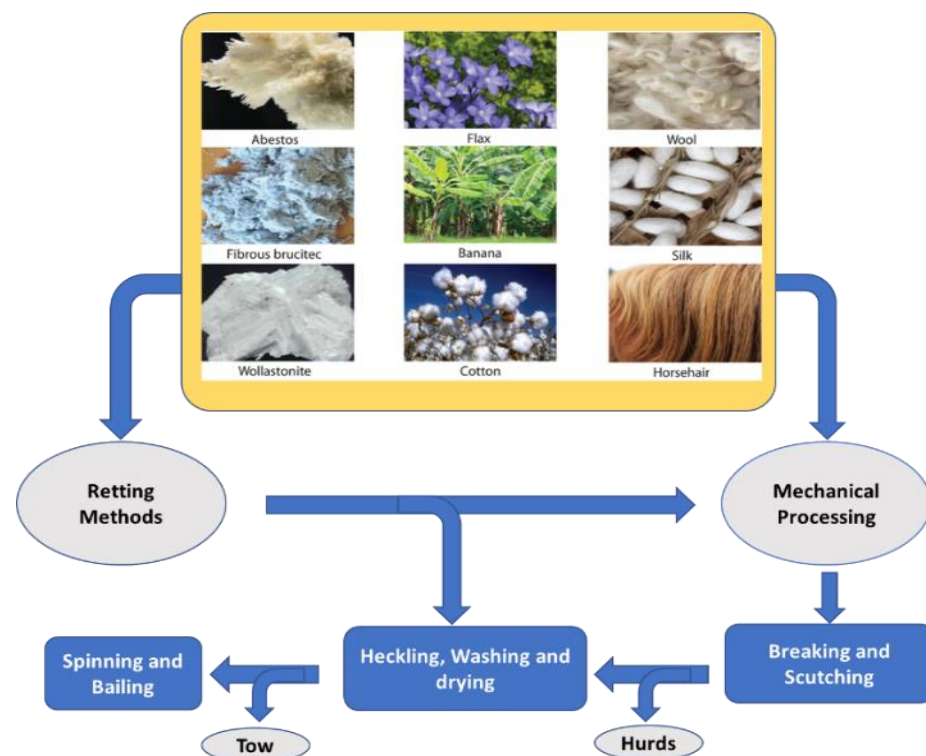 Abestos
Flax
Wool
Fibrous brucitec
Banana
Silk
Wollastonite
Cotton
Horsehair
Retting
Methods
Mechanical
Processing
Spinning and
Bailing
Heckling, Washing and
drying
Breaking and
Scutching
Tow
Hurds